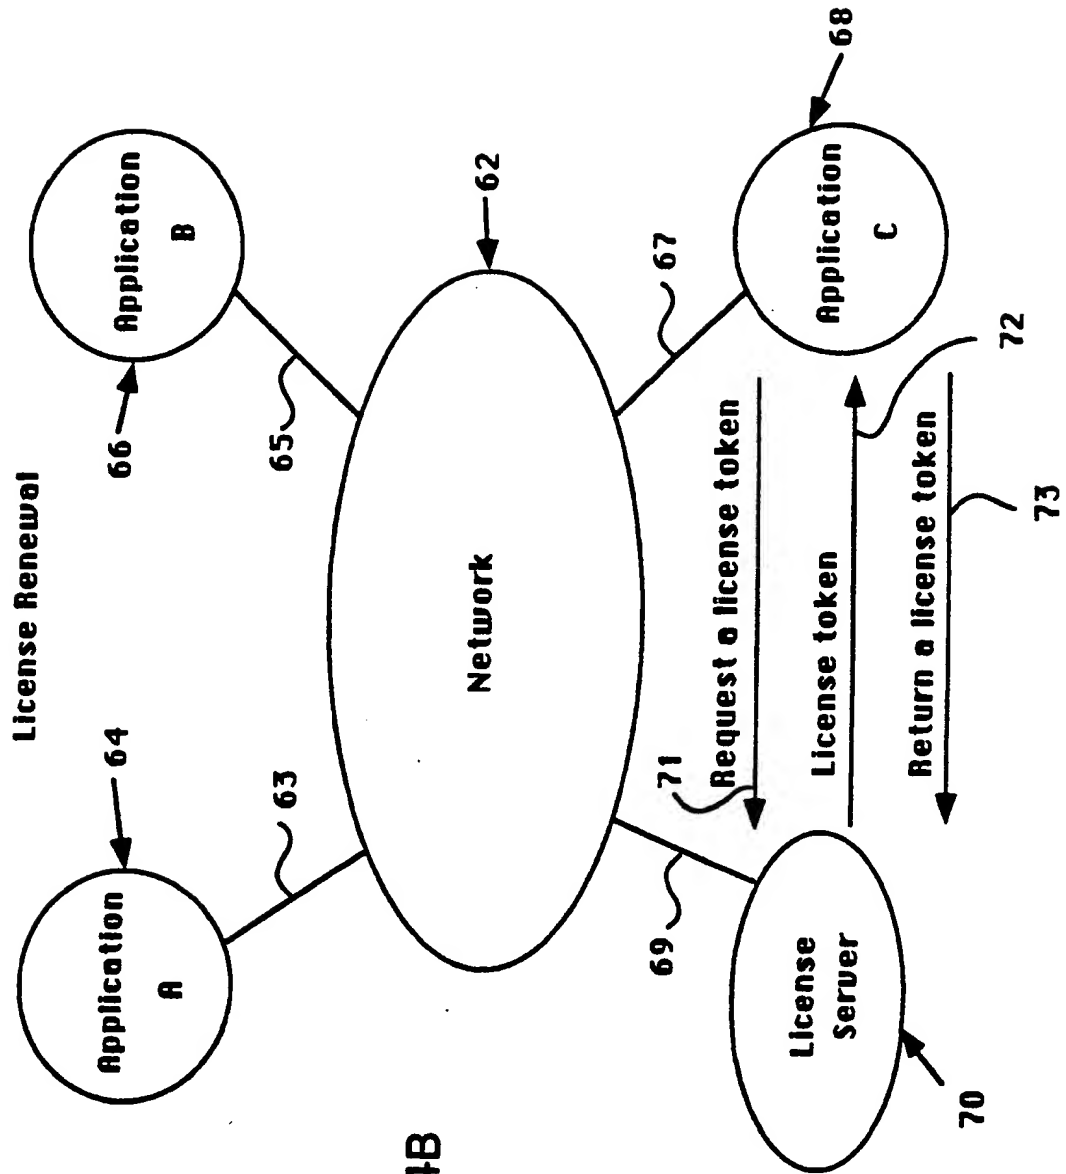 License Renewal
64
Application
A
63
66
Application
B
65
62
Network
67
68
Application
C
69
71
Request a license token
License token
72
Return a license token
73
License
Server
70
4B